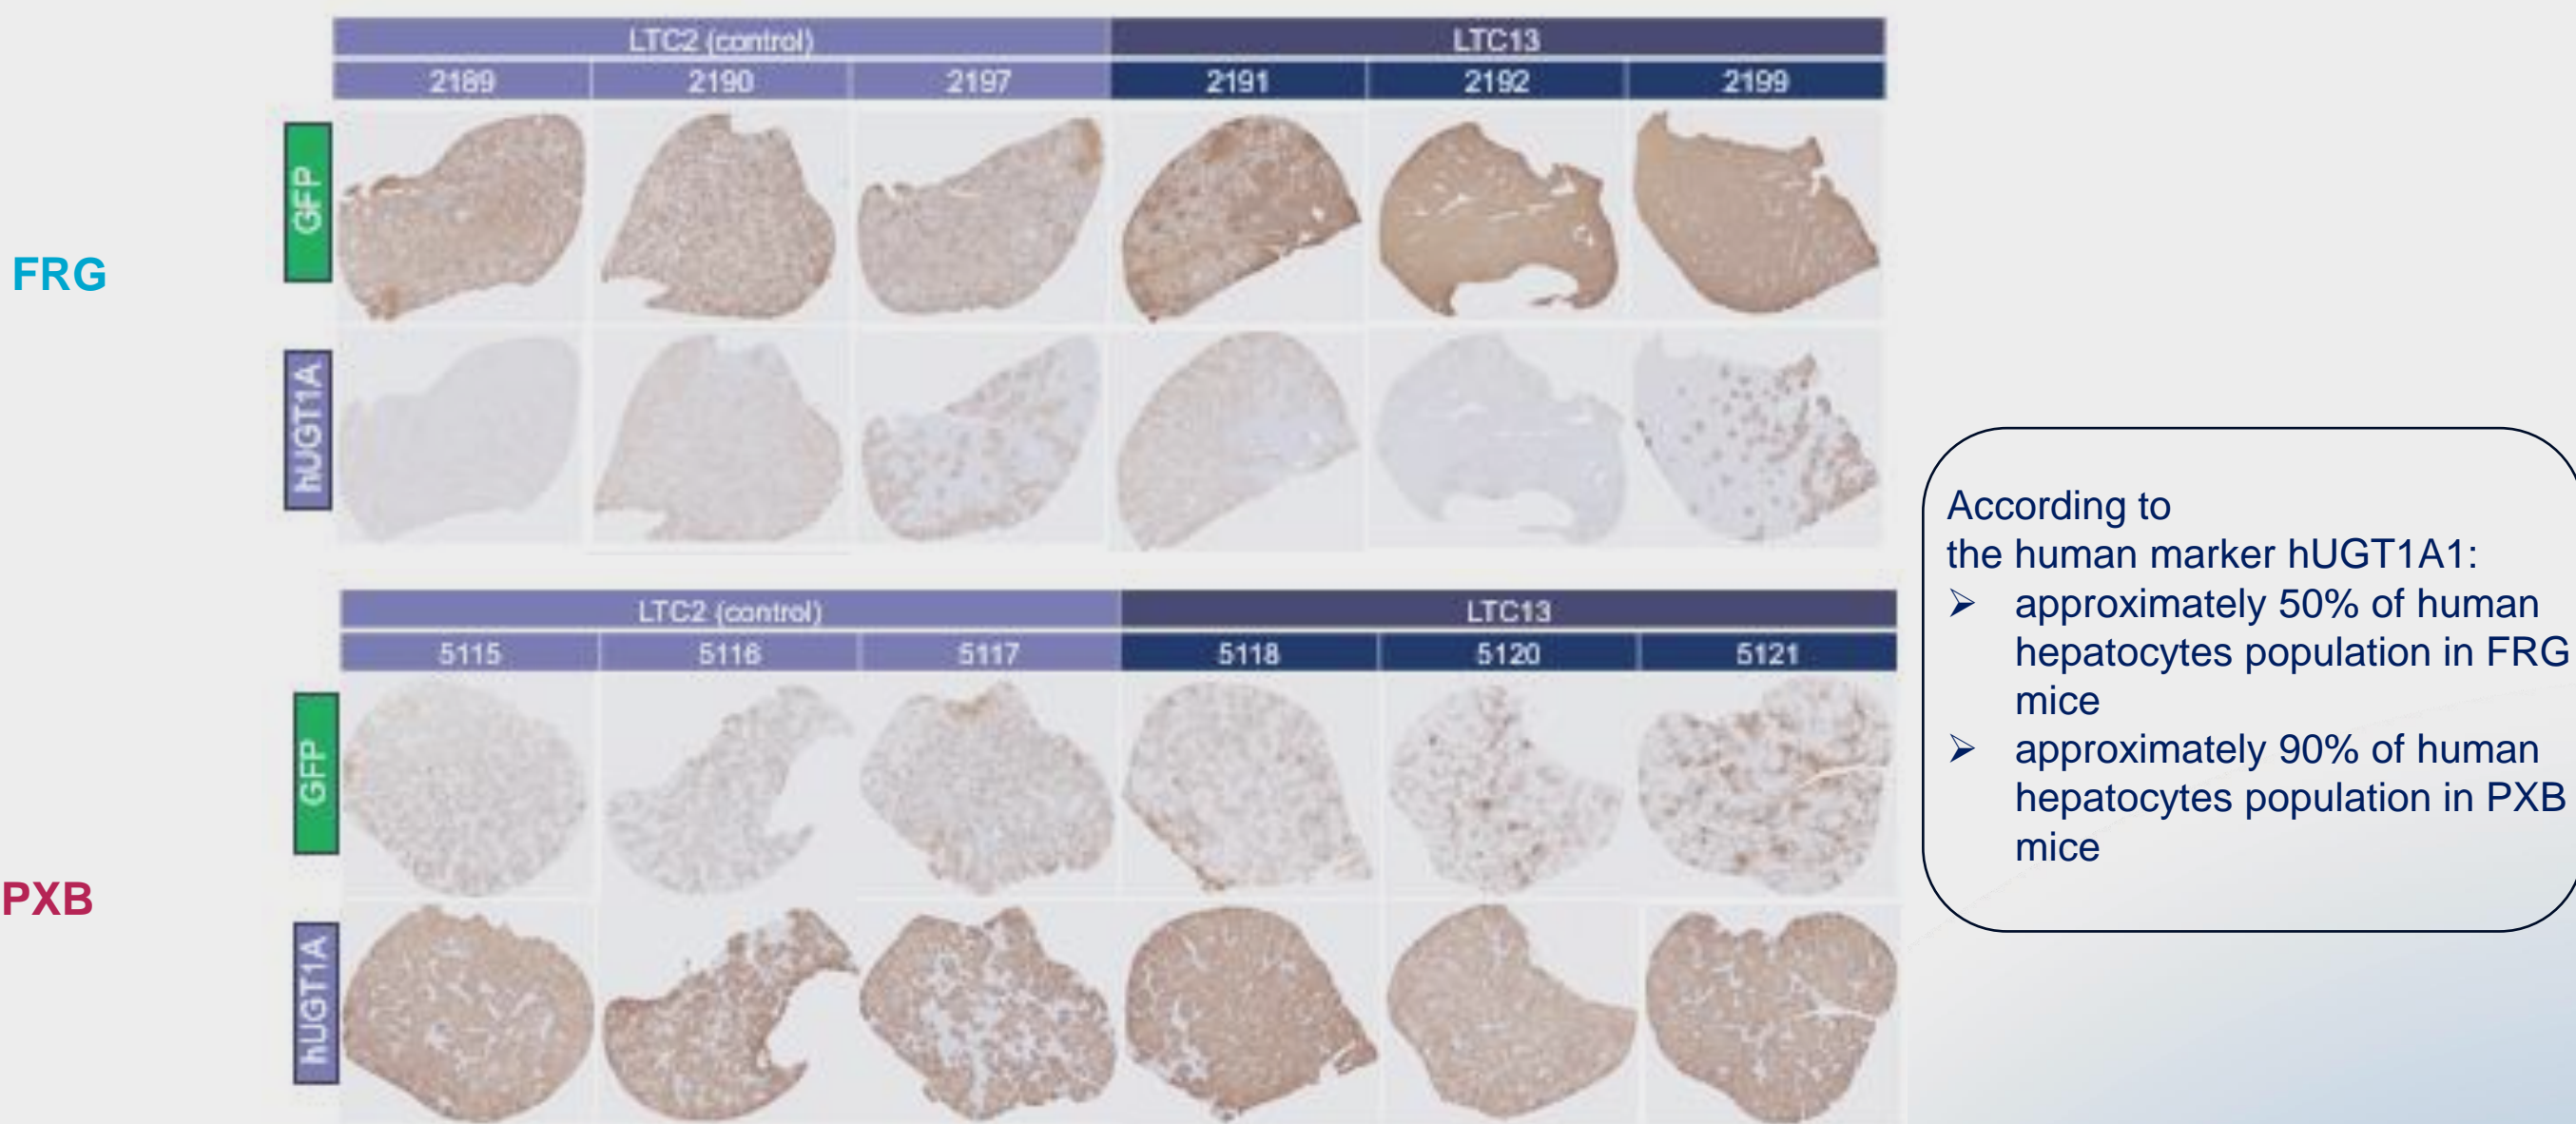 LTC2 (control) LTC13
2189 2190 2197 2191 2192 2199
GFP
FRG
hUGT1A
LTC2 (control) LTC13
5115 5116 5117 5118 5120 5121
GFP
PXB
hUGT1A
According to
the human marker hUGT1A1:
➢ approximately 50% of human
hepatocytes population in FRG
mice
➢ approximately 90% of human
hepatocytes population in PXB
mice